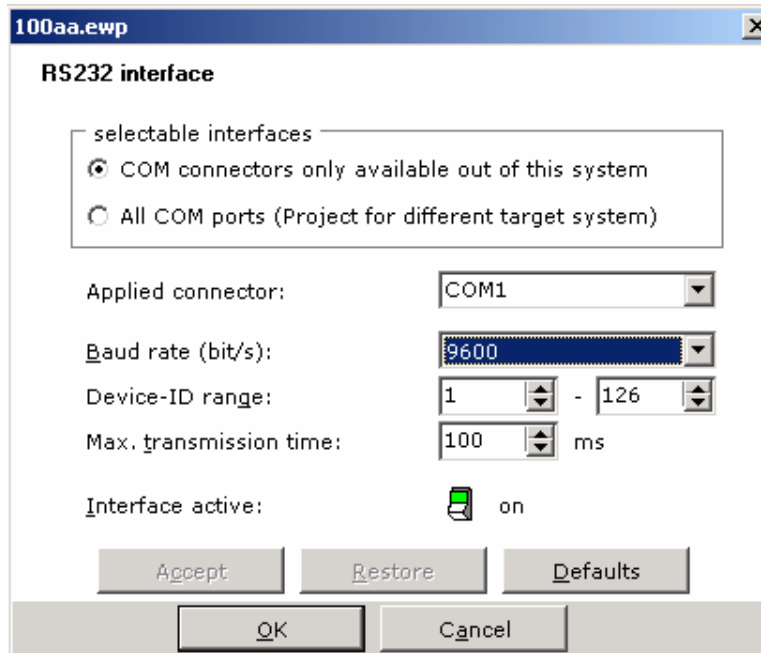 100aa.ewp
RS232 interface
selectable interfaces
COM connectors only available out of this system
All COM ports (Project for different target system)
Applied connector: COM1
Baud rate (bit/s): 9600
Device-ID range: 1 - 126
Max. transmission time: 100 ms
Interface active: on
Accept Restore Defaults
OK Cancel